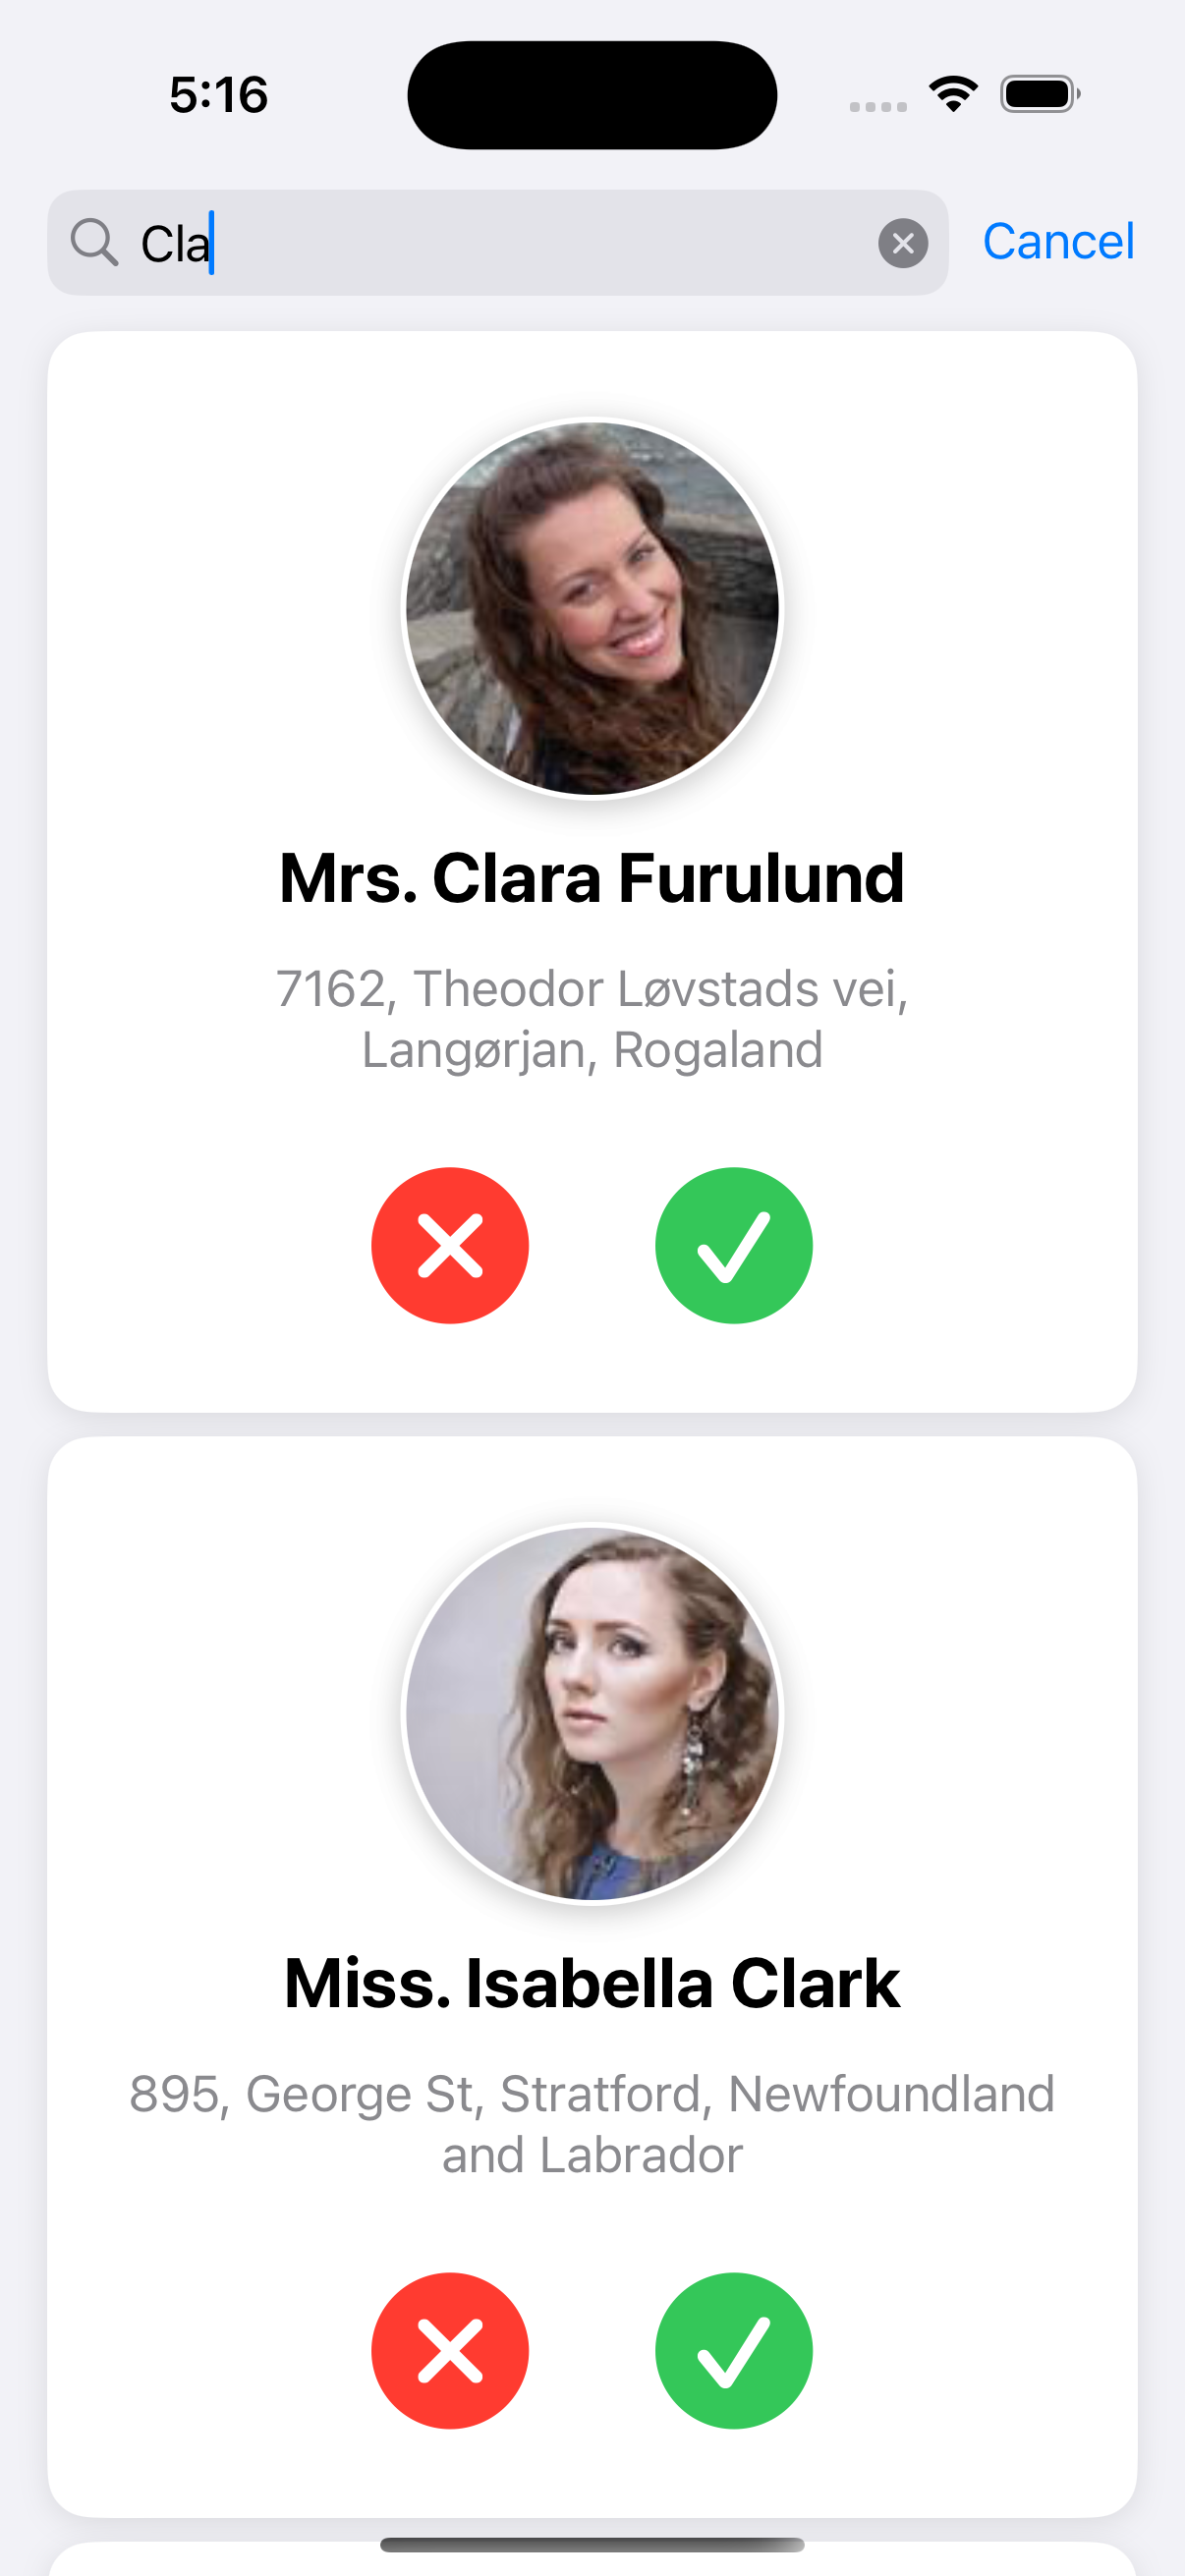 5:16
Cla
Cancel
Mrs. Clara Furulund
7162, Theodor Løvstads vei,
Langørjan, Rogaland
Miss. Isabella Clark
895, George St, Stratford, Newfoundland
and Labrador